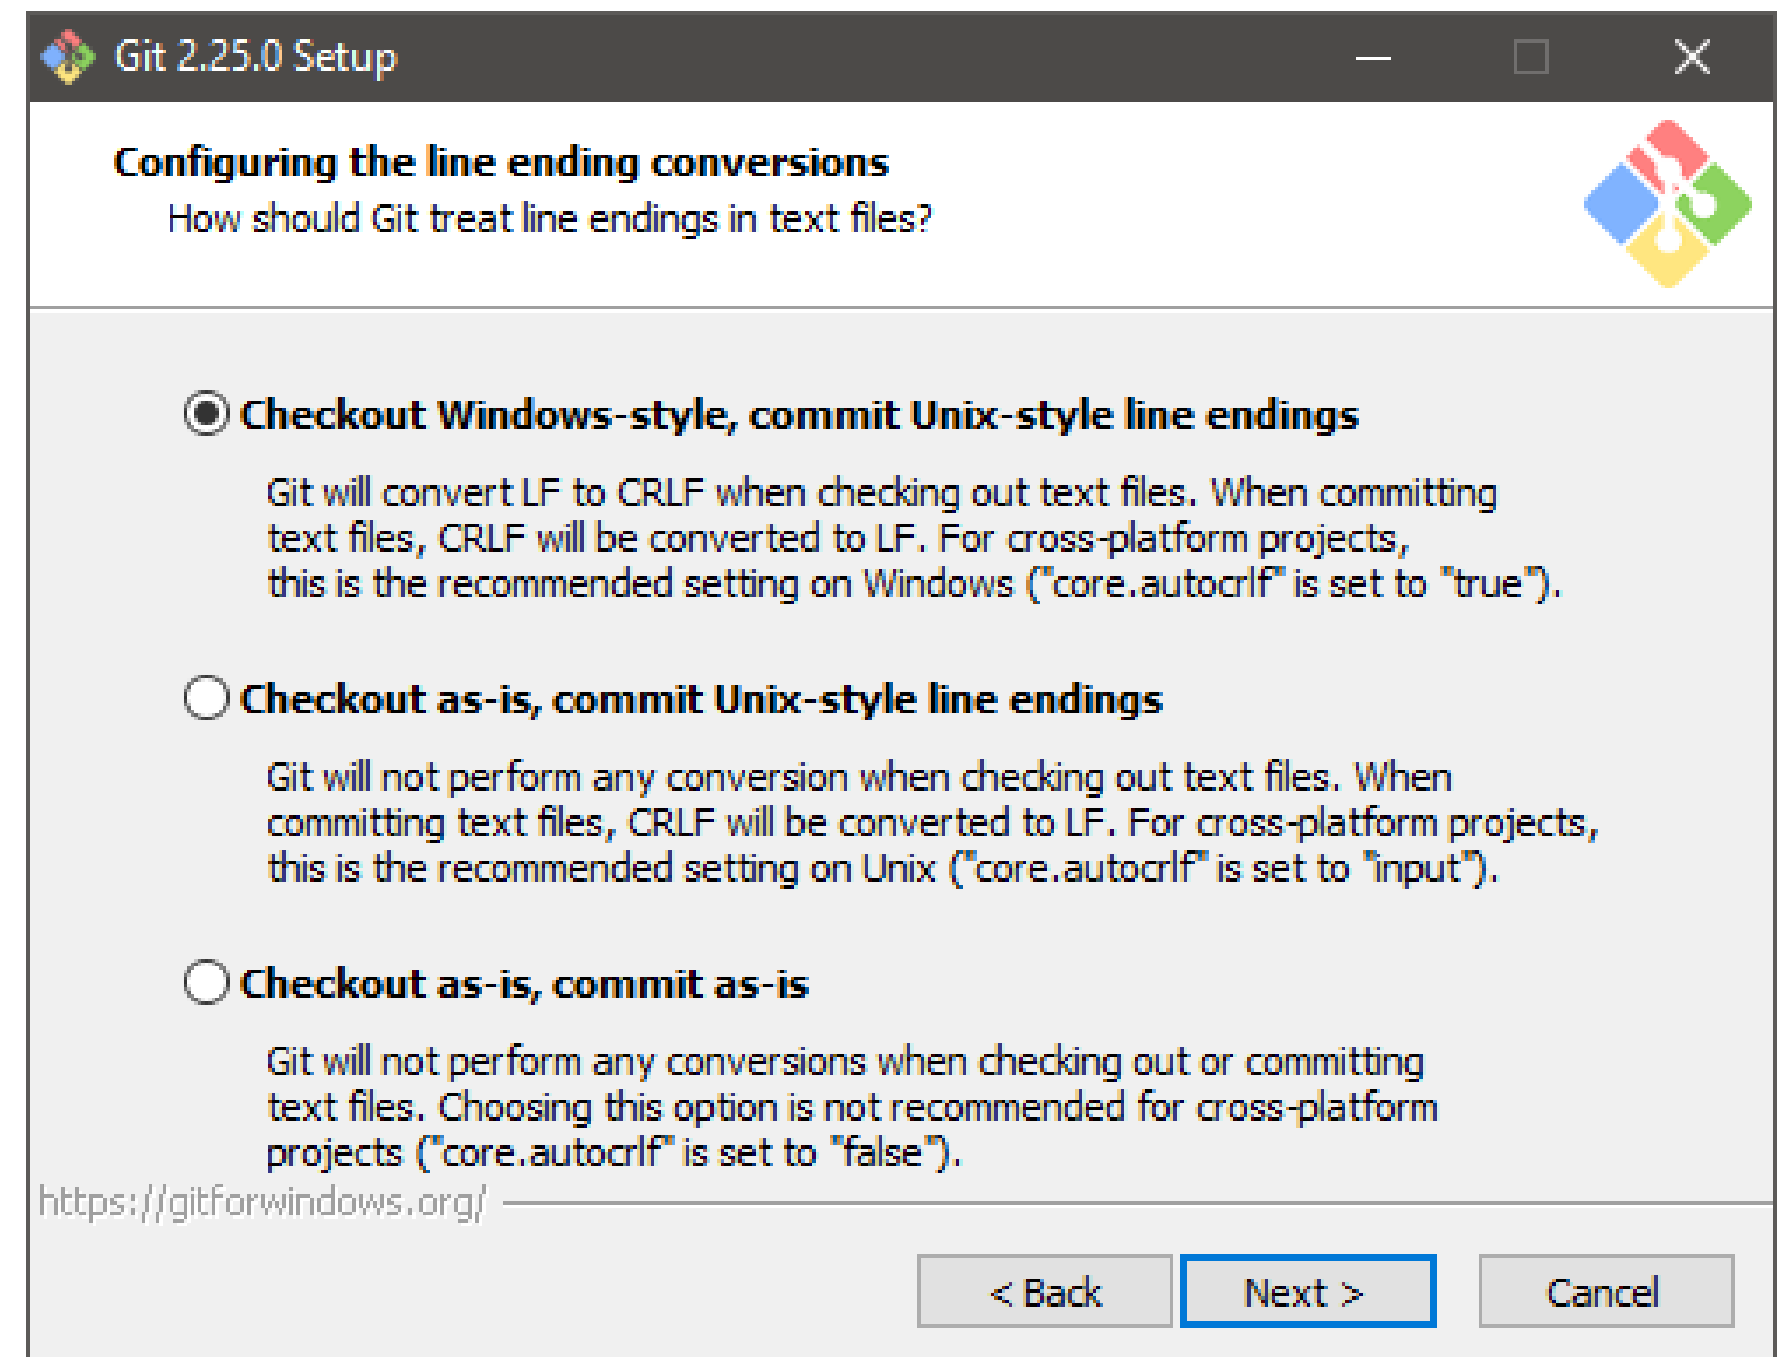 Git 2.25.0 Setup
Configuring the line ending conversions
How should Git treat line endings in text files?
Checkout Windows-style, commit Unix-style line endings
Git will convert LF to CRLF when checking out text files. When committing
text files, CRLF will be converted to LF. For cross-platform projects,
this is the recommended setting on Windows ("core.autocrlf" is set to "true").
Checkout as-is, commit Unix-style line endings
Git will not perform any conversion when checking out text files. When
committing text files, CRLF will be converted to LF. For cross-platform projects,
this is the recommended setting on Unix ("core.autocrlf" is set to "input").
Checkout as-is, commit as-is
Git will not perform any conversions when checking out or committing
text files. Choosing this option is not recommended for cross-platform
projects ("core.autocrlf" is set to "false").
https://gitforwindows.org/
< Back Next > Cancel